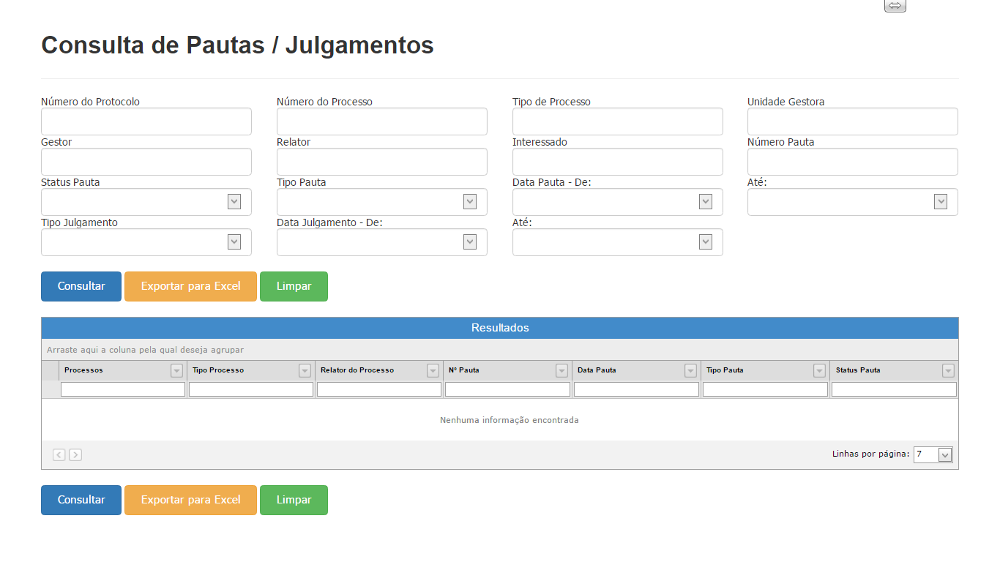 Consulta de Pautas / Julgamentos
Número do Protocolo Número do Processo Tipo de Processo Unidade Gestora
Gestor Relator Interessado Número Pauta
Status Pauta Tipo Pauta Data Pauta - De: Até:
Tipo Julgamento Data Julgamento - De: Até:
Consultar Exportar para Excel Limpar
Resultados
Arraste aqui a coluna pela qual deseja agrupar
Processos Tipo Processo Relator do Processo Nº Pauta Data Pauta Tipo Pauta Status Pauta
Nenhuma informação encontrada
Linhas por página: 7
Consultar Exportar para Excel Limpar